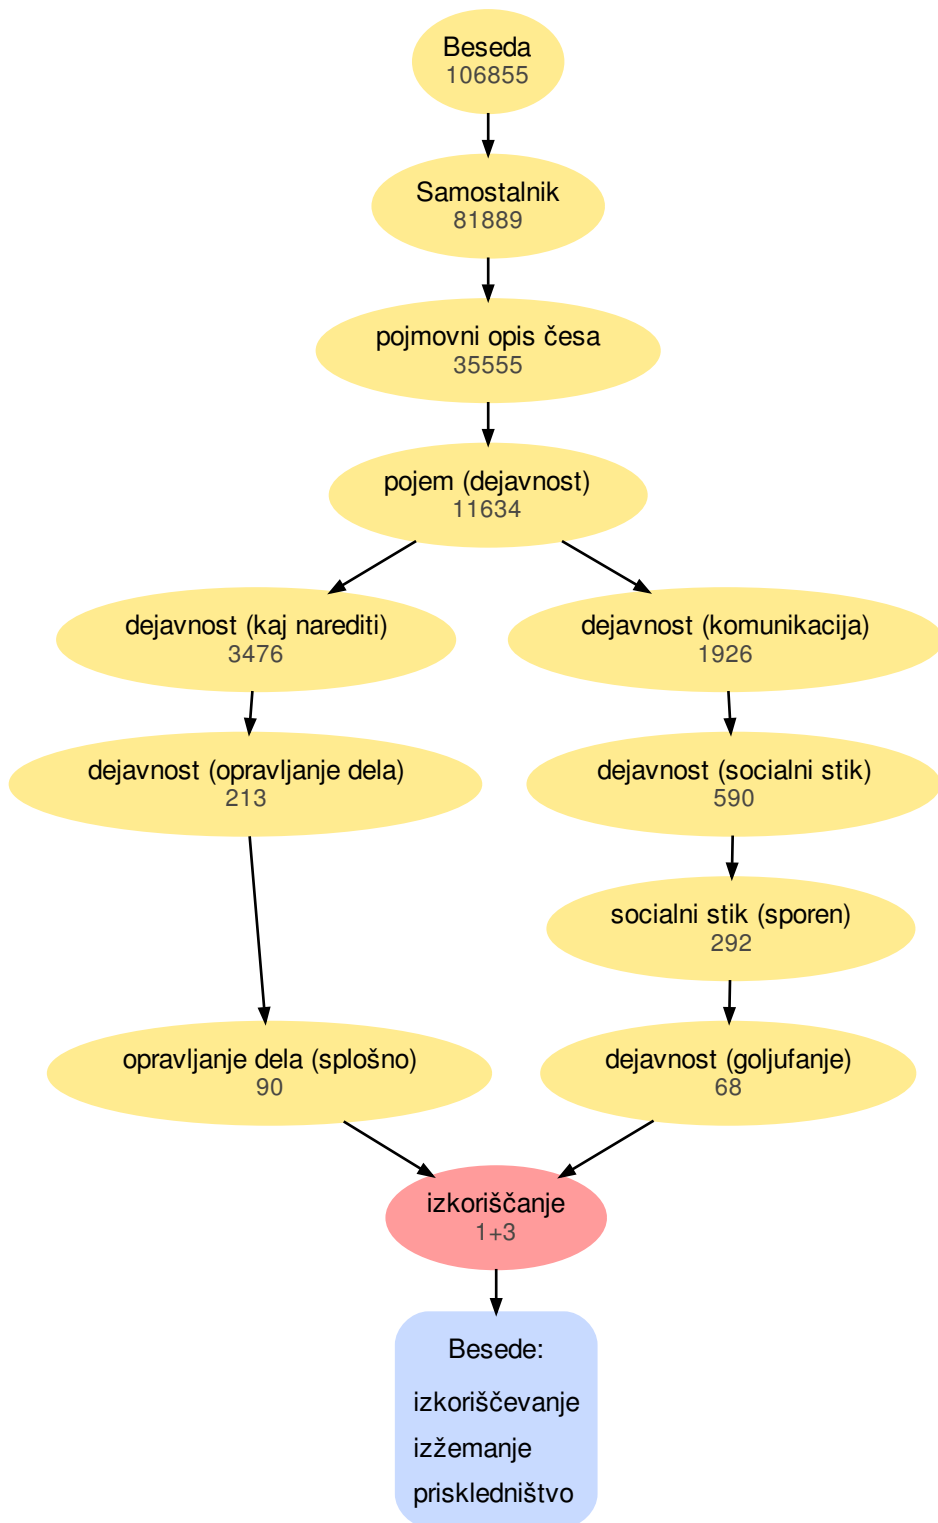 Beseda
106855
Samostalnik
81889
pojmovni opis česa
35555
pojem (dejavnost)
11634
dejavnost (kaj narediti)
3476
dejavnost (komunikacija)
1926
dejavnost (opravljanje dela)
213
dejavnost (socialni stik)
590
socialni stik (sporen)
292
opravljanje dela (splošno)
90
dejavnost (goljufanje)
68
izkoriščanje
1+3
Besede:
izkoriščevanje
izžemanje
priskledništvo